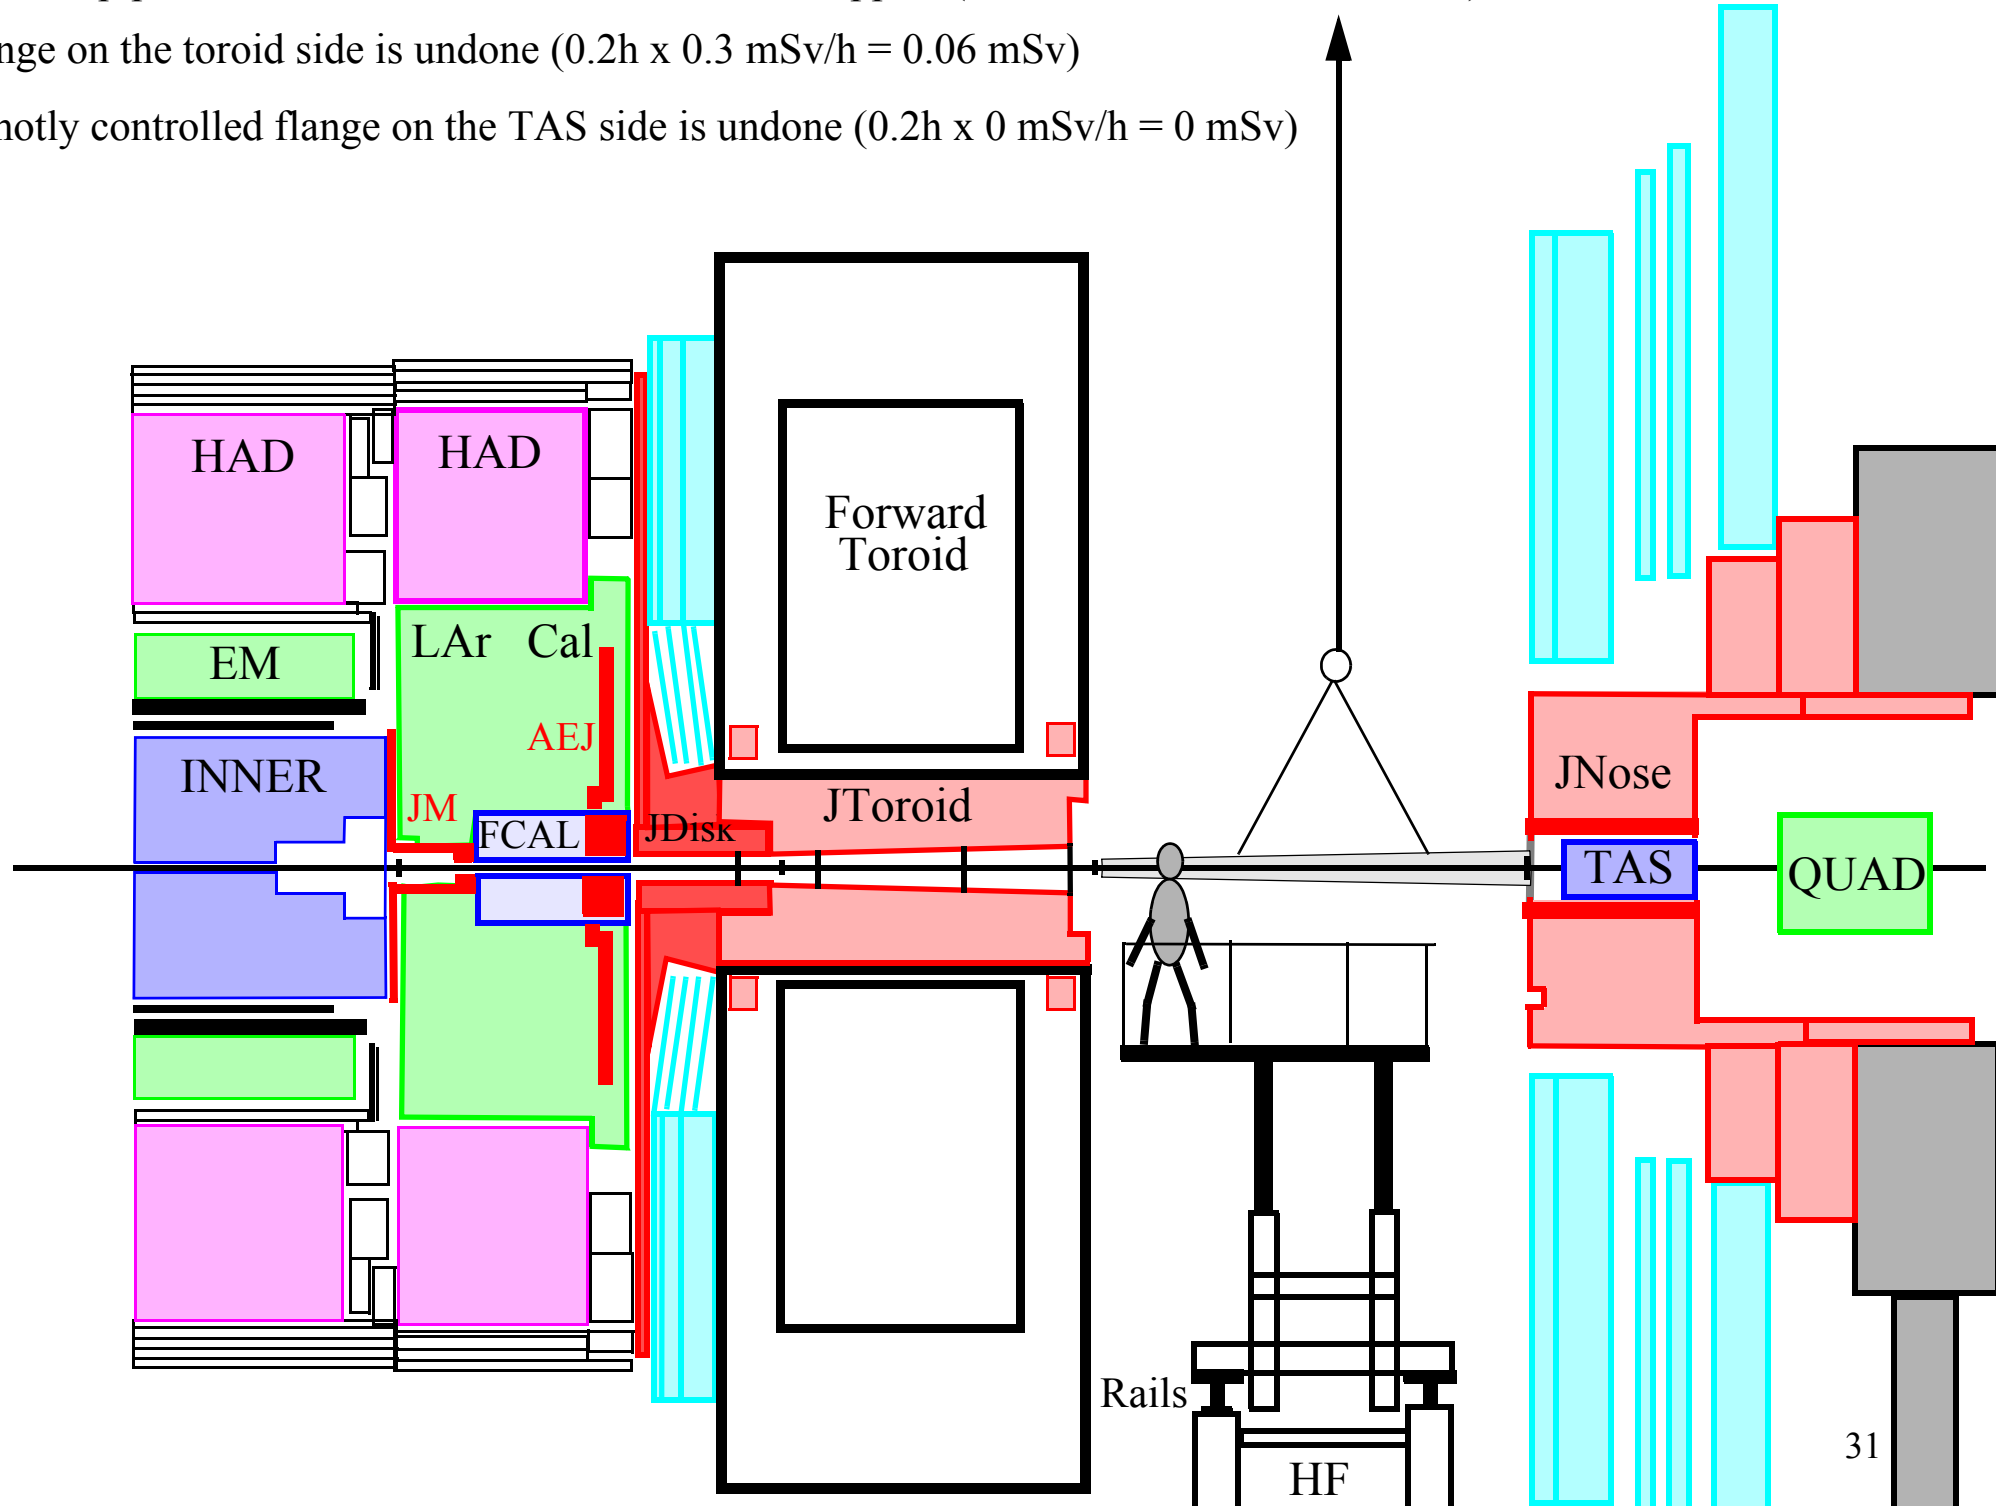 nge on the toroid side is undone (0.2h x 0.3 mSv/h = 0.06 mSv)
notly controlled flange on the TAS side is undone (0.2h x 0 mSv/h = 0 mSv)
HAD
HAD
Forward
Toroid
LAr Cal
EM
AEJ
INNER
JM
FCAL
JDisk
JToroid
JNose
TAS
QUAD
Rails
HF
31